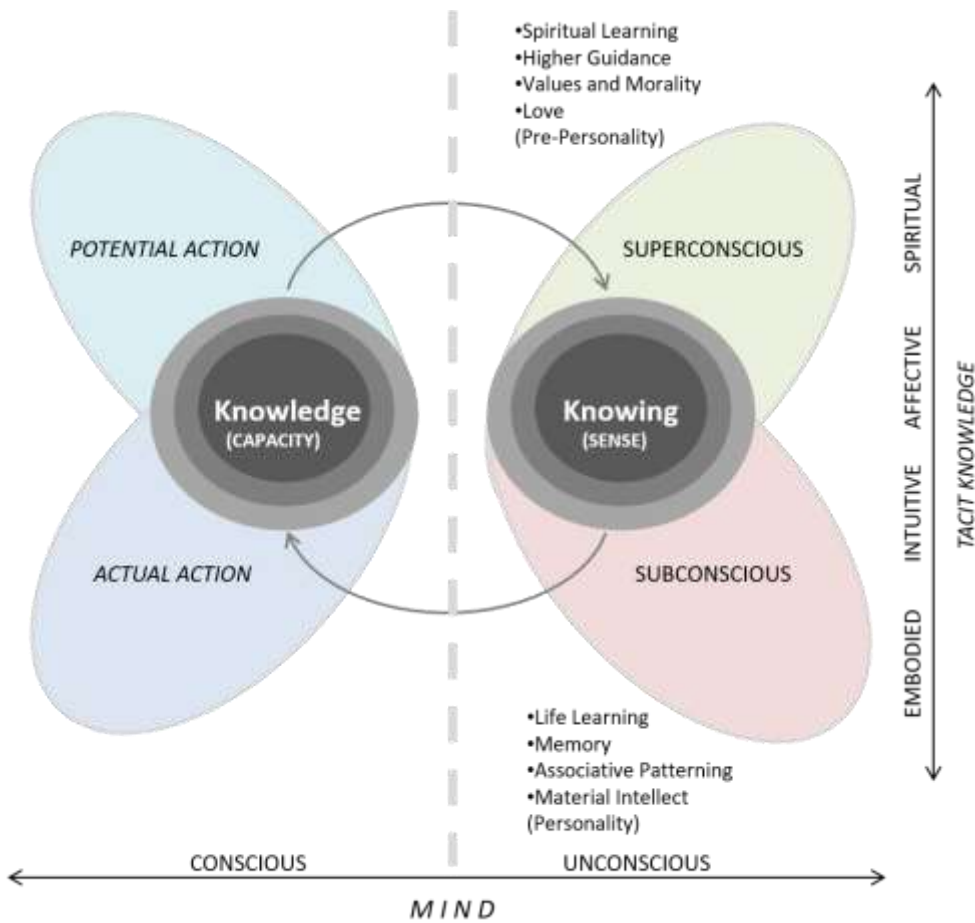 •Spiritual Learning
•Higher Guidance
•Values and Morality
•Love
(Pre-Personality)
POTENTIAL ACTION
SUPERCONSCIOUS
Knowledge
(CAPACITY)
Knowing
(SENSE)
ACTUAL ACTION
SUBCONSCIOUS
•Life Learning
•Memory
•Associative Patterning
•Material Intellect
(Personality)
SPIRITUAL
AFFECTIVE
INTUITIVE
EMBODIED
TACIT KNOWLEDGE
CONSCIOUS
UNCONSCIOUS
MIND